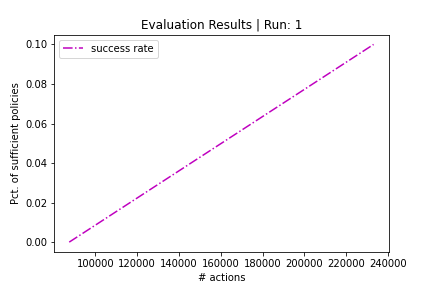 Evaluation Results | Run: 1
success rate
Pct. of sufficient policies
0.10
0.08
0.06
0.04
0.02
0.00
100000 120000 140000 160000 180000 200000 220000 240000
# actions